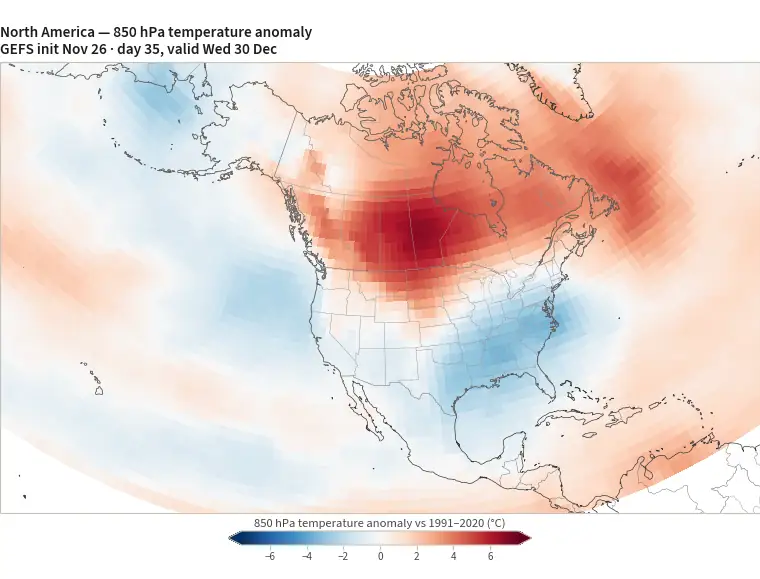 North America — 850 hPa temperature anomaly
GEFS init Nov 26 · day 35, valid Wed 30 Dec
850 hPa temperature anomaly vs 1991–2020 (°C)
−6 −4 −2 0 2 4 6